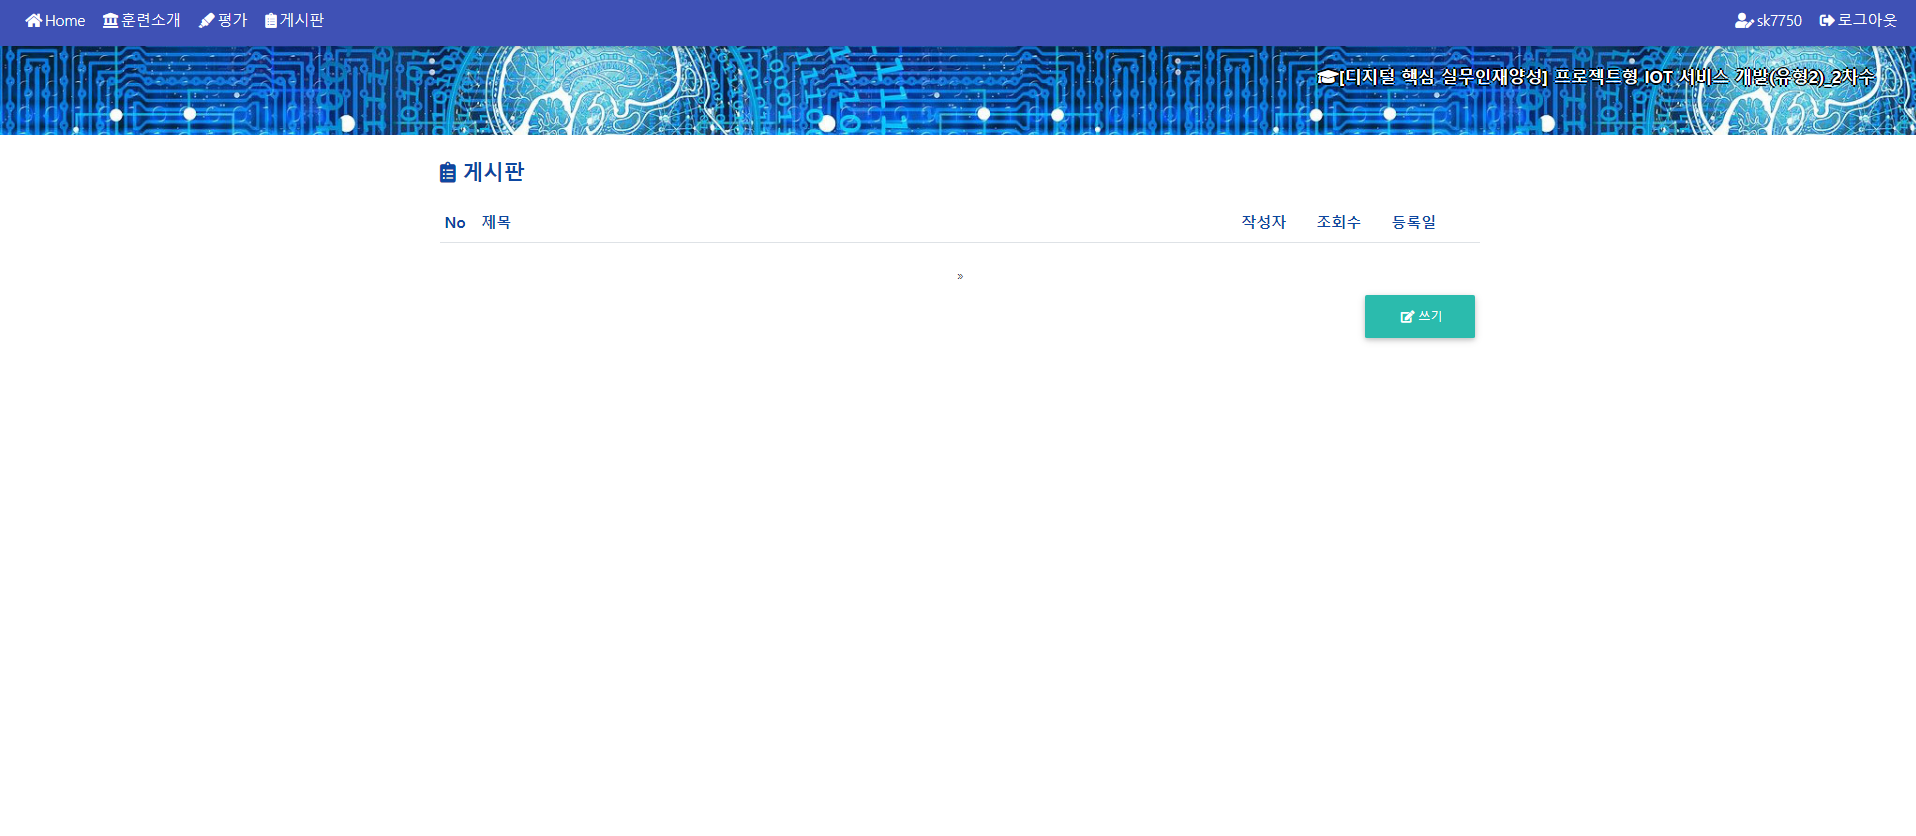 Home 훈련소개 평가 게시판 sk7750 로그아웃
[디지털 핵심 실무인재양성] 프로젝트형 IOT 서비스 개발(유형2)_2차수
게시판
No 제목 작성자 조회수 등록일
»
쓰기